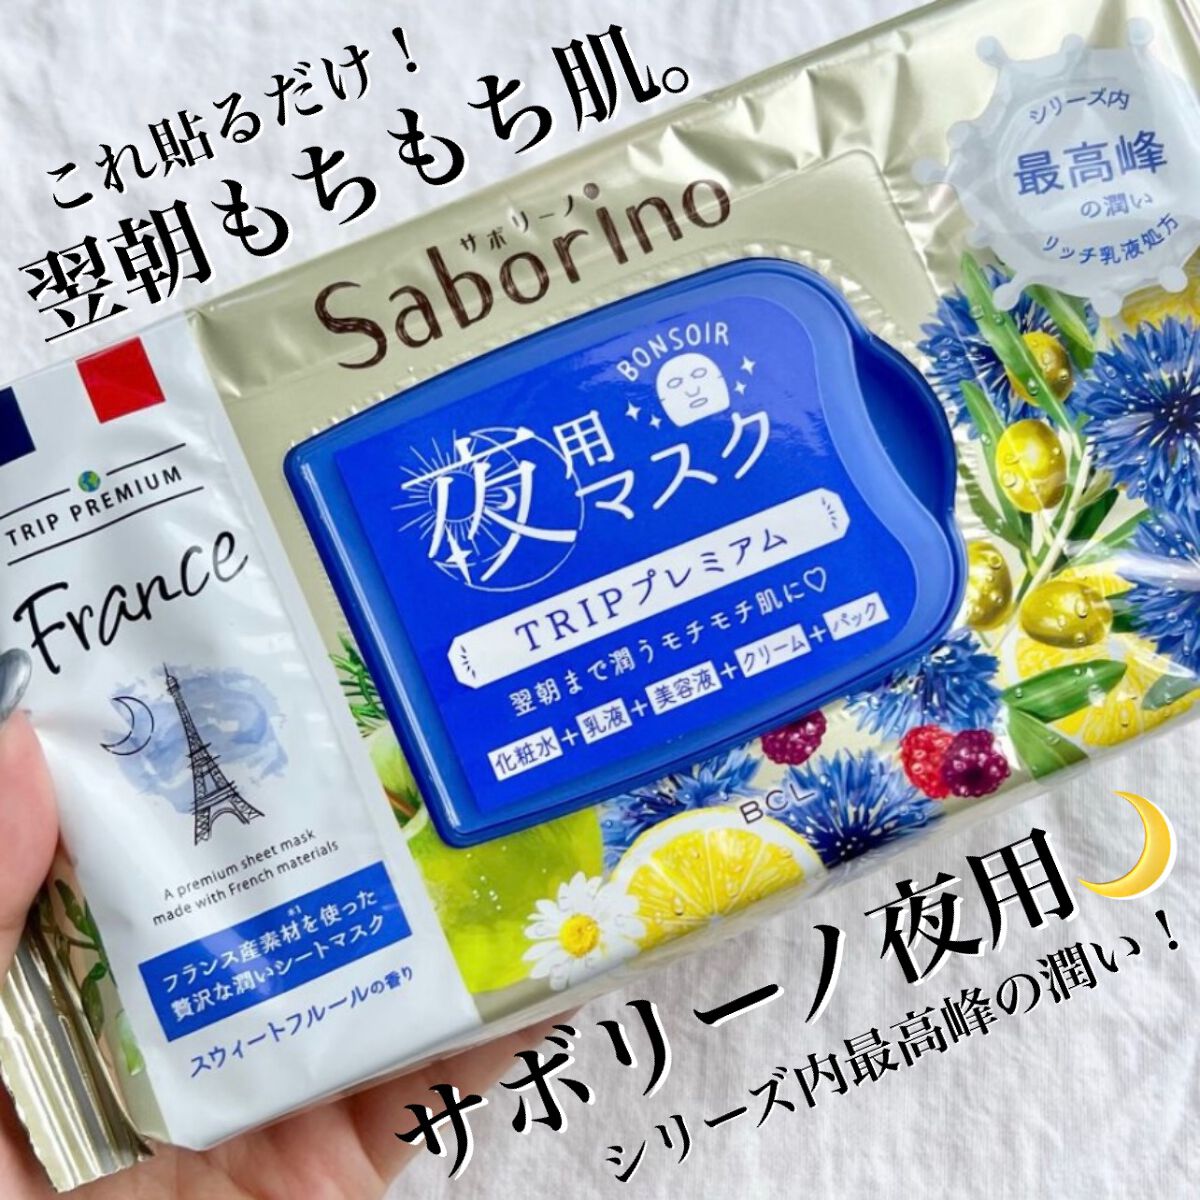 これ貼るだけ！
翌朝もちもち肌。
シリーズ内
最高峰
の潤い
リッチ乳液処方
サボリーノ®
Saborino
BONSOIR
夜用
マスク
TRIPプレミアム
翌朝まで潤うモチモチ肌に♡
化粧水+乳液+美容液+クリーム+パック
BCL
TRIP PREMIUM
France
A premium sheet mask
made with French materials
フランス産素材を使った
※1
贅沢な潤いシートマスク
スウィートフルールの香り
サボリーノ夜用🌙
シリーズ内最高峰の潤い！